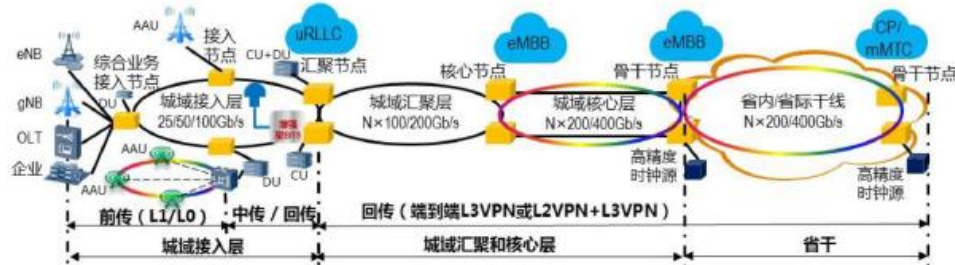 AAU
uRLLC
CP/
mMTC
eNB
接入
节点
CU+DU
eMBB
eMBB
综合业务
接入节点
汇聚节点
核心节点
骨干节点
骨干节点
gNB
DU
城域接入层
25/50/100Gb/s
城域汇聚层
N×100/200Gb/s
城域核心层
N×200/400Gb/s
省内/省际干线
N×200/400Gb/s
OLT
AAU
企业
AAU
DU
CU
高精度
时钟源
高精度
时钟源
前传（L1/L0）
中传 / 回传
回传（端到端L3VPN或L2VPN+L3VPN）
城域接入层
城域汇聚和核心层
省干